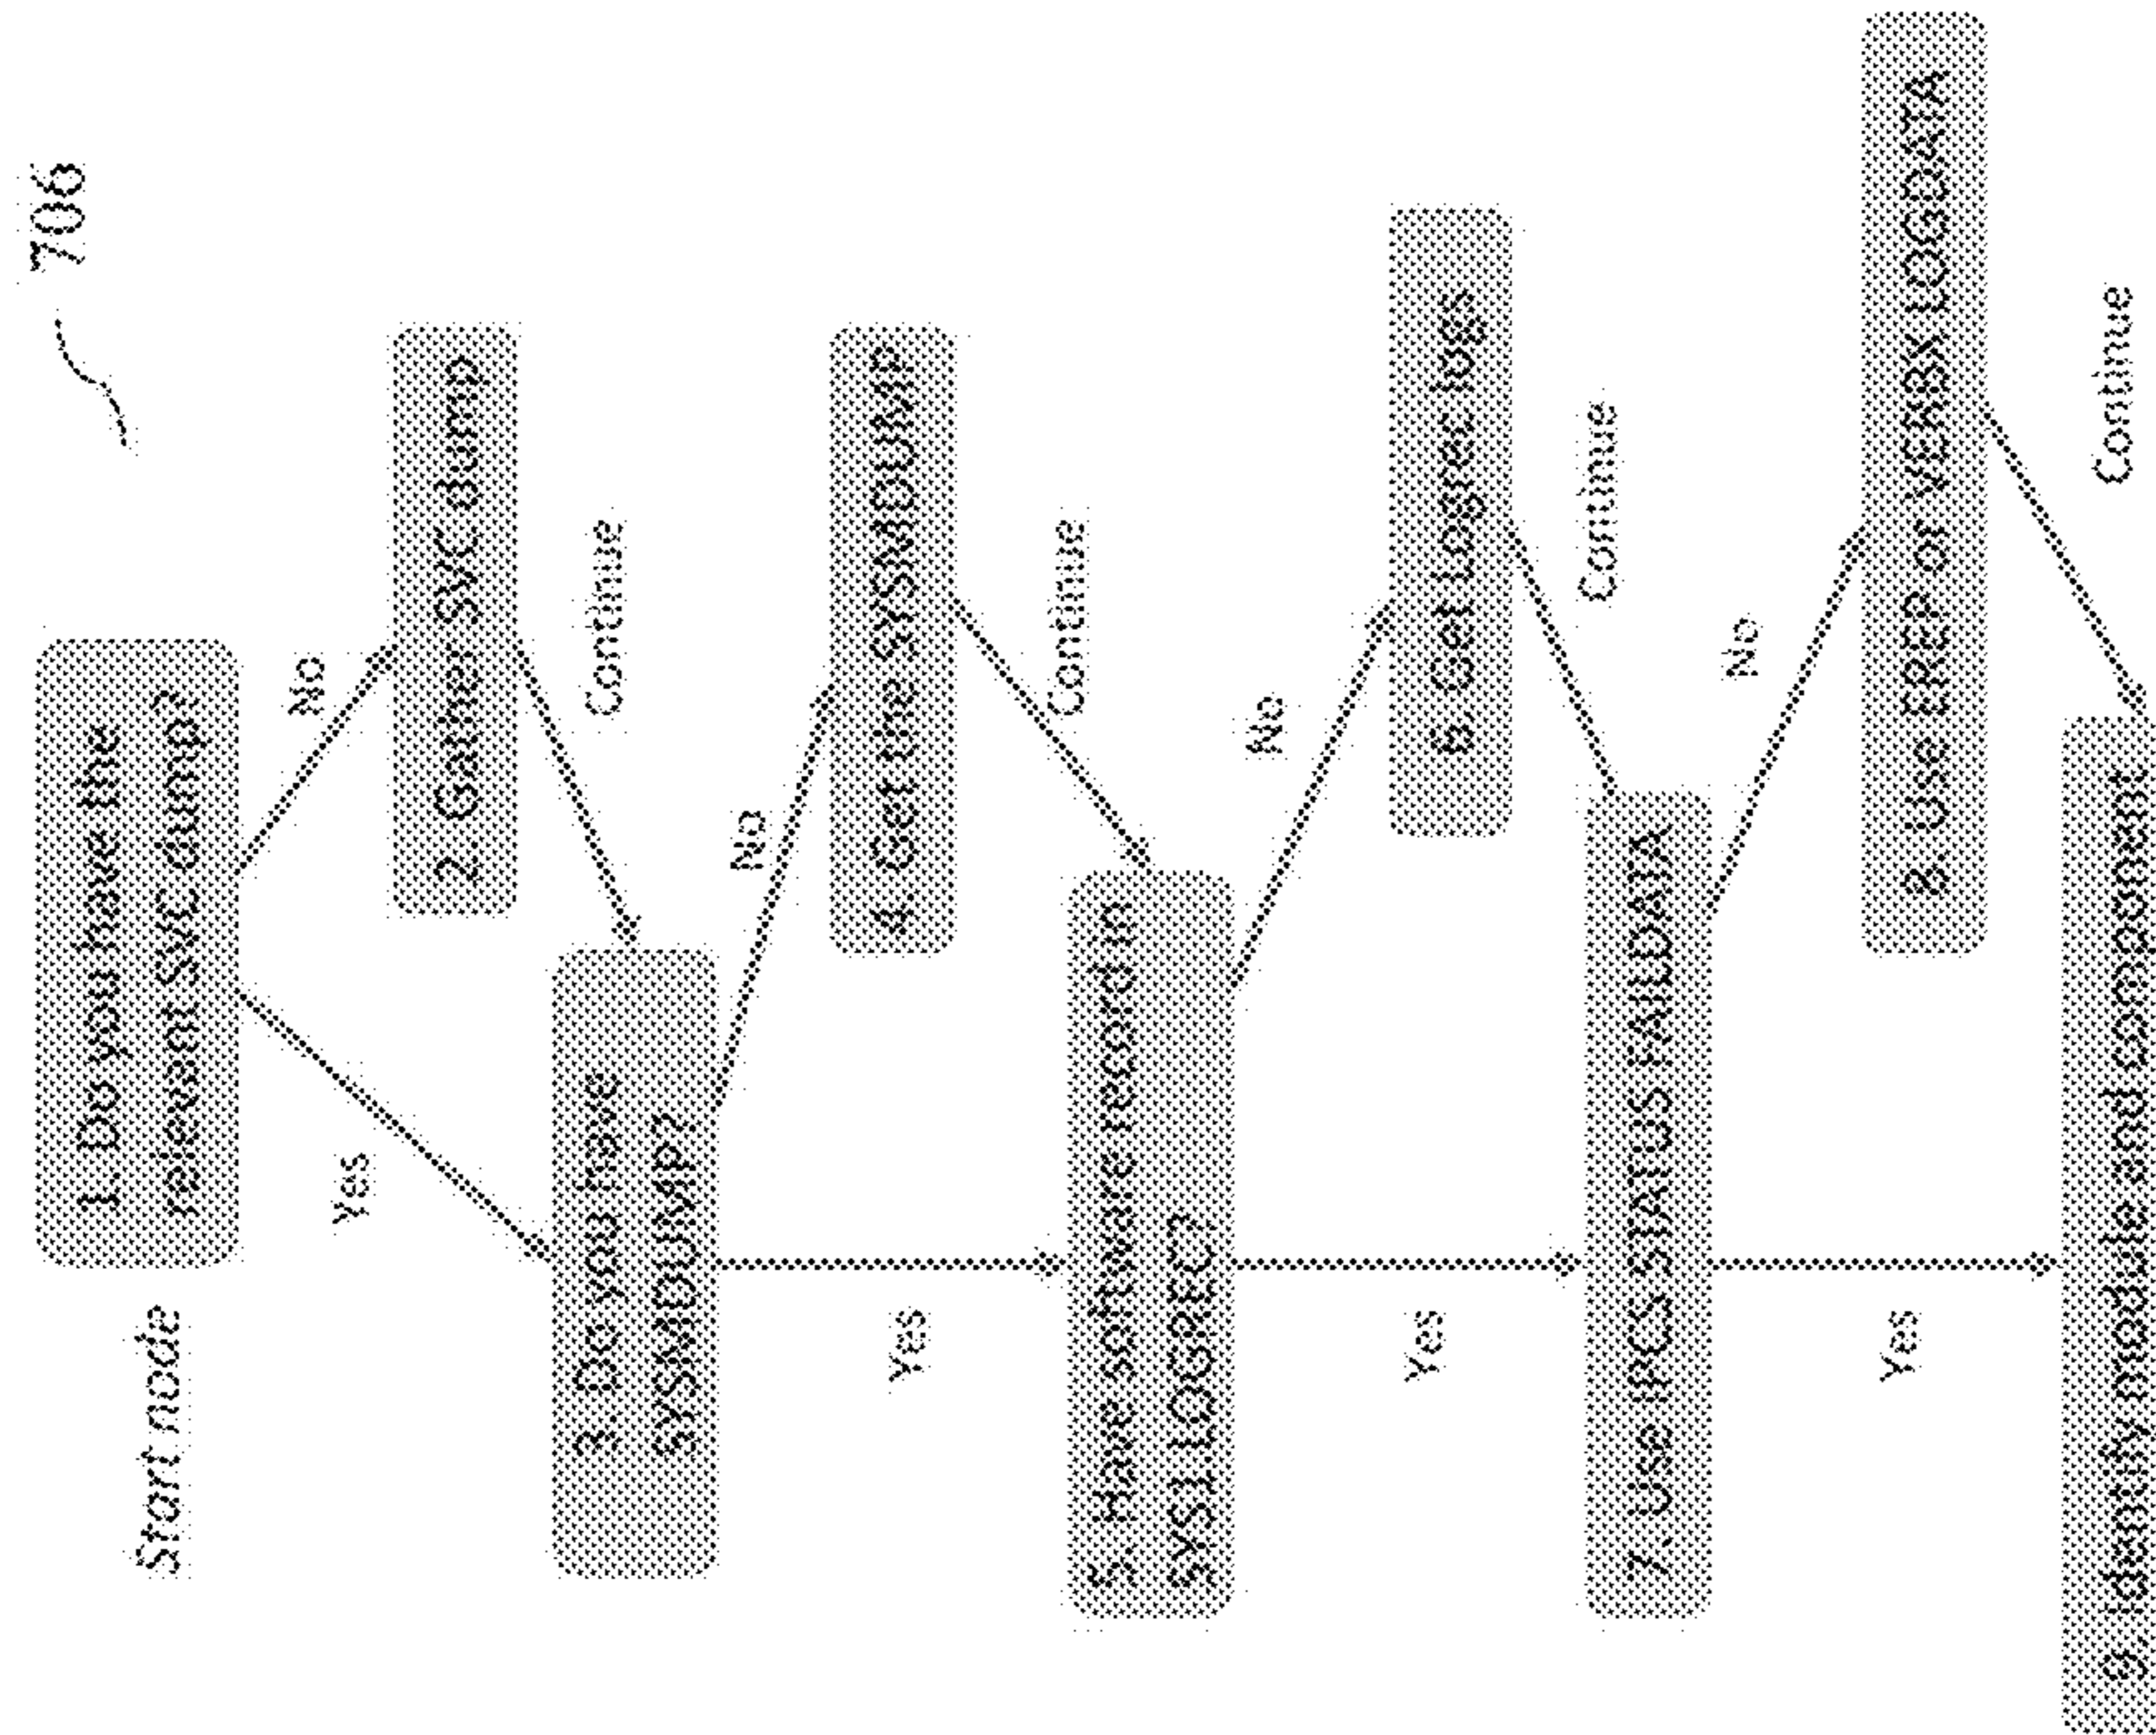 706
Start node
1. Do you have the
relevant SVC dump?
No
Yes
2. Gather SVC dump
Continue
3. Do you have
SYSMDUMP?
No
Yes
4. Get the SYSMDUMP
Continue
5. Have software record in
SYS1.LOGREC?
No
Yes
6. Get Logrec logs
Continue
7. Use IPCS STATUS FAILDATA
No
Yes
8. Use EREP or VERBX LOGDATA
Continue
9. Identify module and component